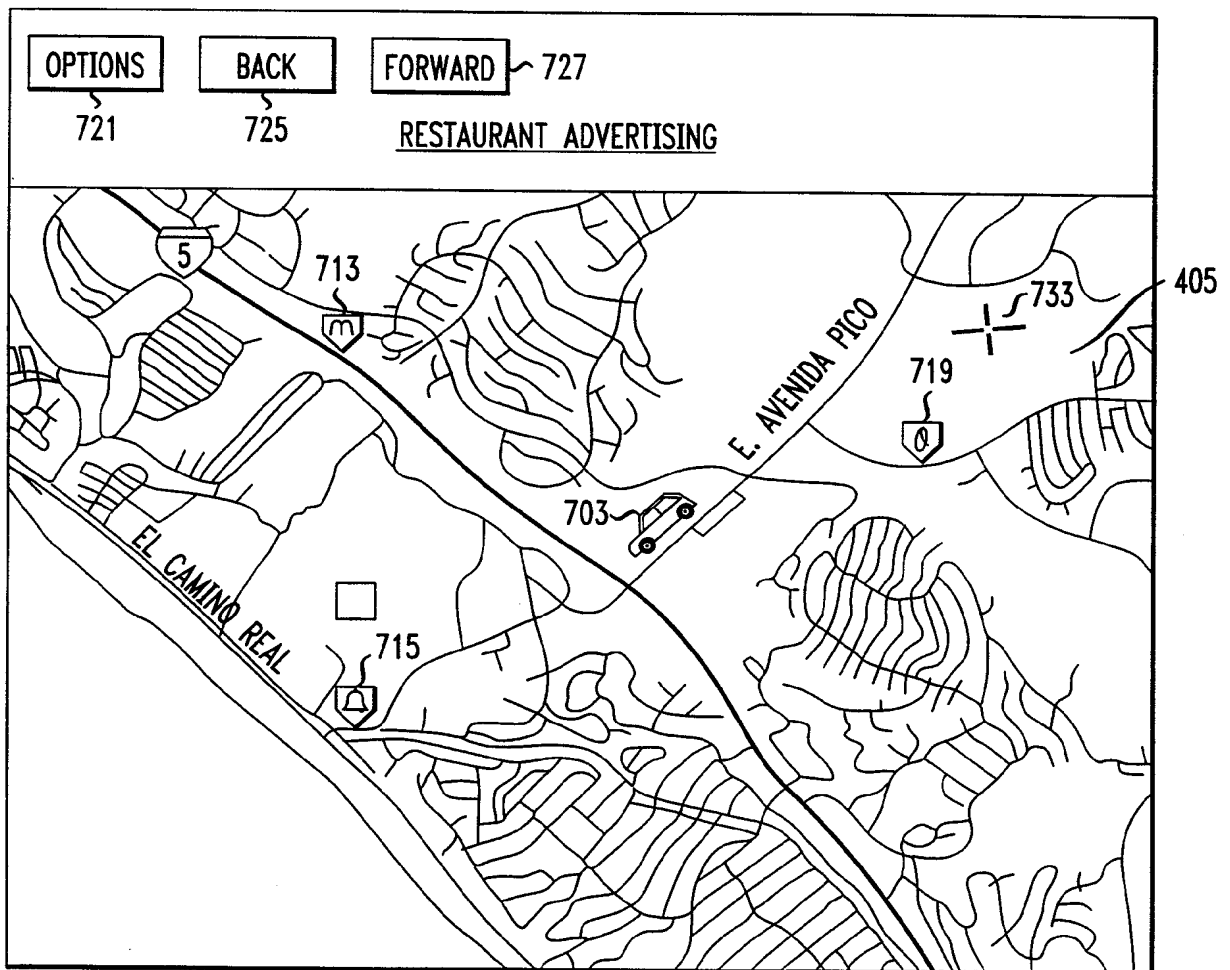 OPTIONS BACK FORWARD 727
721 725 RESTAURANT ADVERTISING
5
713
733 405
E. AVENIDA PICO
719
m
703
EL CAMINO REAL
715